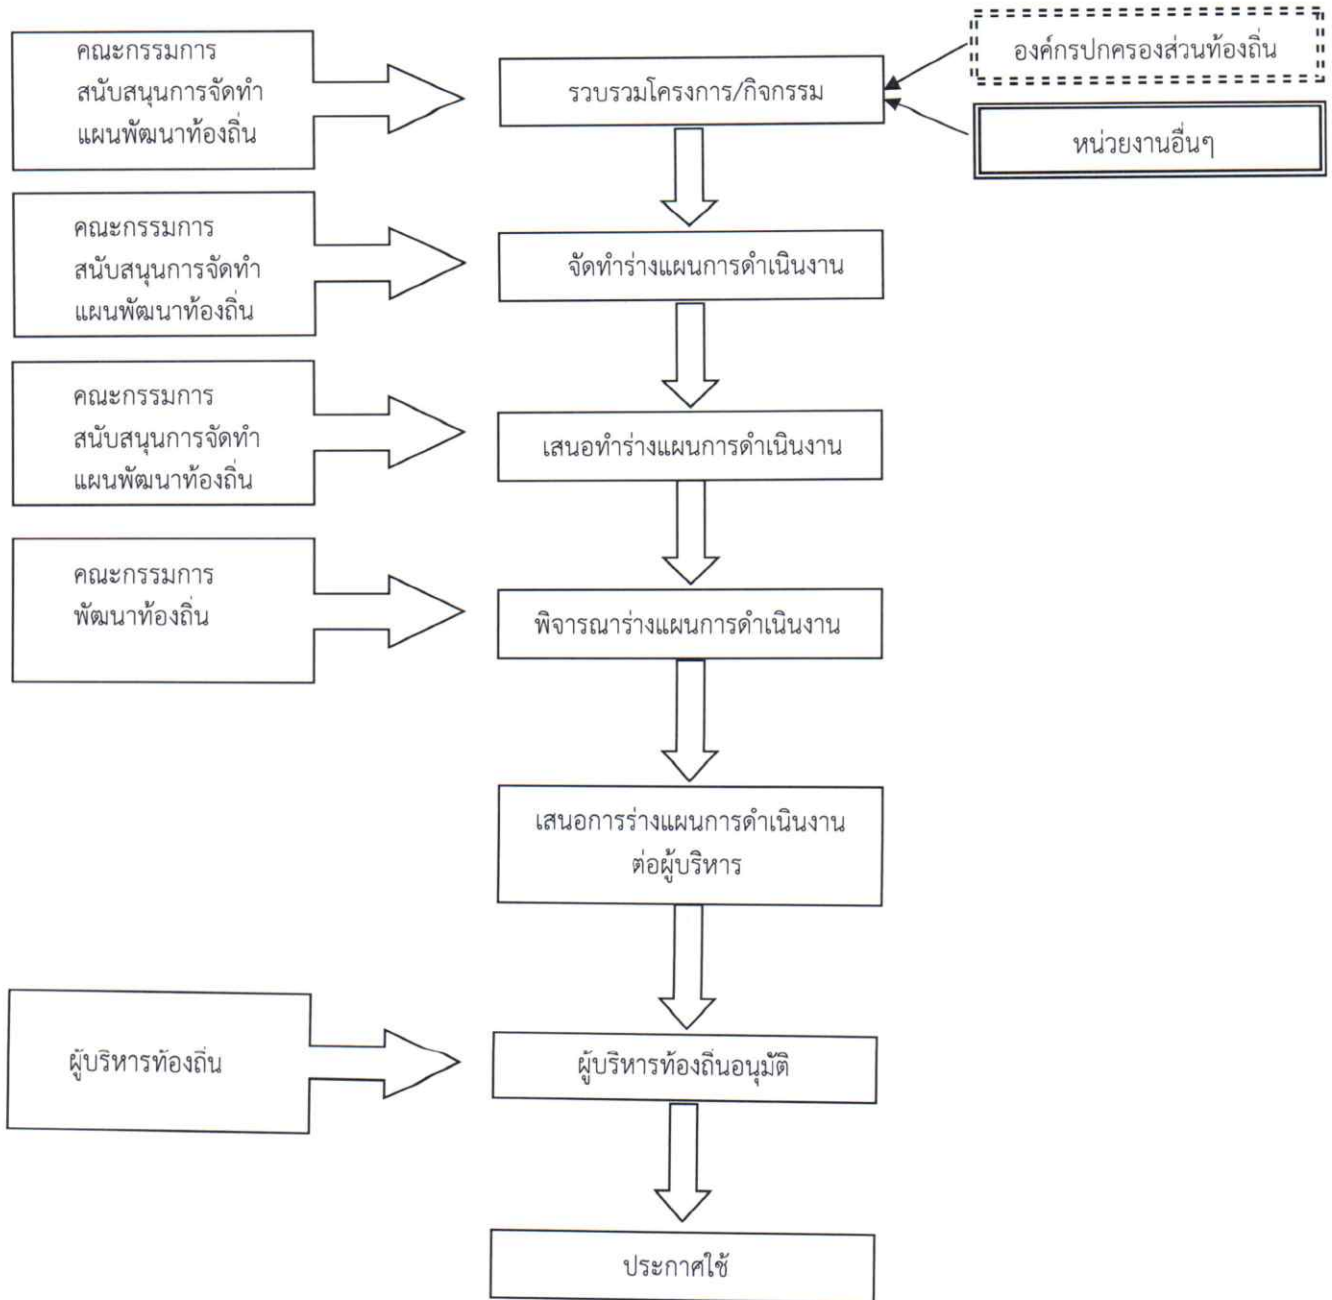 คณะกรรมการ
สนับสนุนการจัดทำ
แผนพัฒนาท้องถิ่น
รวบรวมโครงการ/กิจกรรม
องค์กรปกครองส่วนท้องถิ่น
หน่วยงานอื่นๆ
คณะกรรมการ
สนับสนุนการจัดทำ
แผนพัฒนาท้องถิ่น
จัดทำร่างแผนการดำเนินงาน
คณะกรรมการ
สนับสนุนการจัดทำ
แผนพัฒนาท้องถิ่น
เสนอทำร่างแผนการดำเนินงาน
คณะกรรมการ
พัฒนาท้องถิ่น
พิจารณาร่างแผนการดำเนินงาน
เสนอการร่างแผนการดำเนินงาน
ต่อผู้บริหาร
ผู้บริหารท้องถิ่น
ผู้บริหารท้องถิ่นอนุมัติ
ประกาศใช้